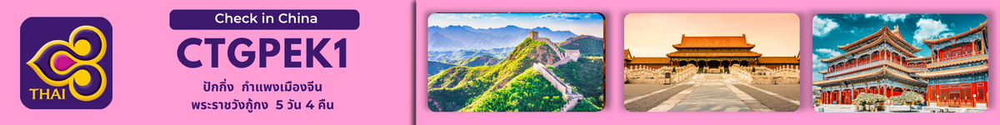 THAI
Check in China
CTGPEK1
ปักกิ่ง กำแพงเมืองจีน
พระราชวังกู้กง 5 วัน 4 คืน